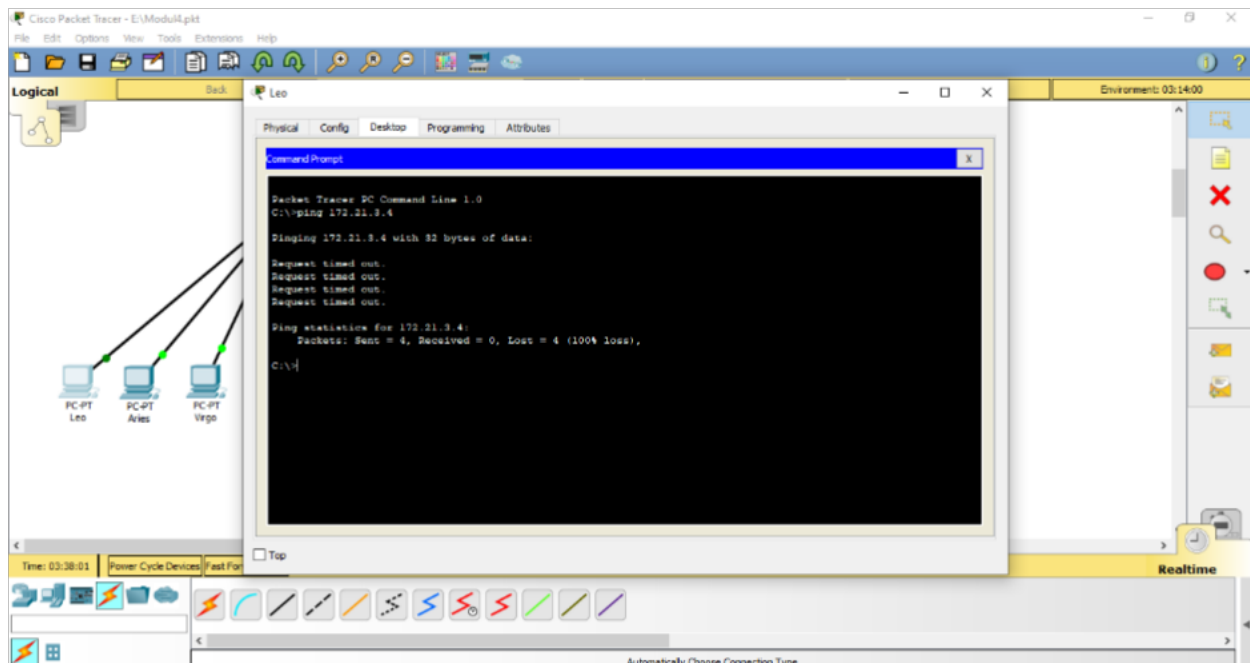 Cisco Packet Tracer - E:\Modul4.pkt
File Edit Options View Tools Extensions Help
Logical
Back
Environment: 03:14:00
Leo
Physical Config Desktop Programming Attributes
Command Prompt
X
Packet Tracer PC Command Line 1.0
C:\>ping 172.21.3.4
Pinging 172.21.3.4 with 32 bytes of data:
Request timed out.
Request timed out.
Request timed out.
Request timed out.
Ping statistics for 172.21.3.4:
Packets: Sent = 4, Received = 0, Lost = 4 (100% loss),
C:\>
PC-PT
Leo
PC-PT
Aries
PC-PT
Virgo
Top
Time: 03:38:01 Power Cycle Devices Fast For
Realtime
Automatically Choose Connection Type